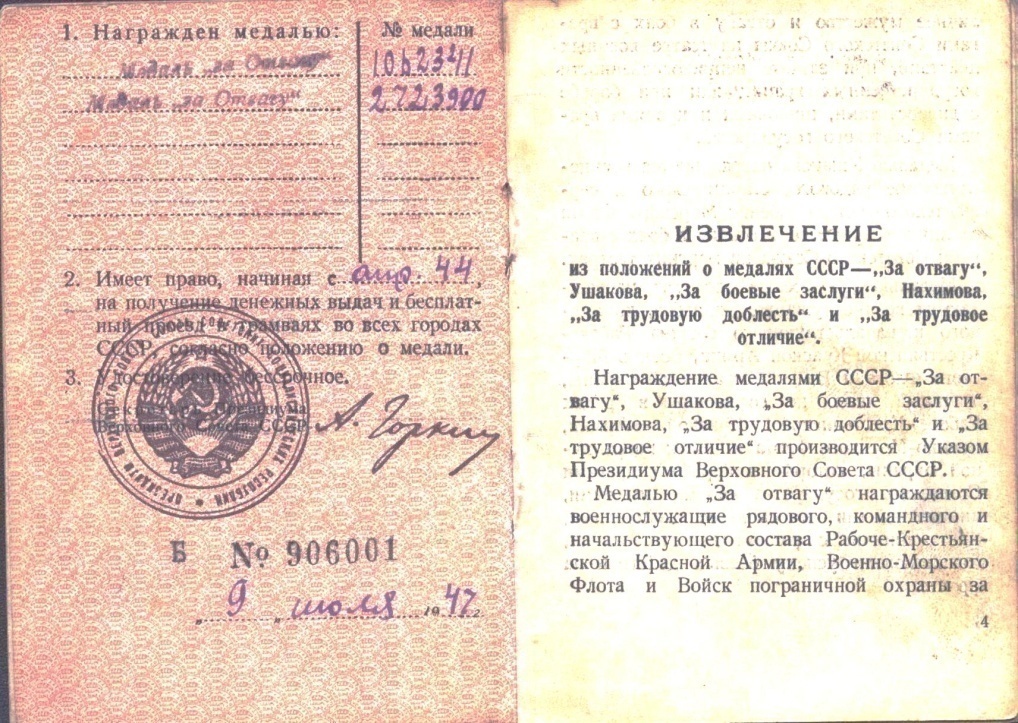 1. Награжден медалью:
№ медали
Медаль „за Отвагу“
1062341
Медаль „за Отвагу“
2723900
2. Имеет право, начиная с апр. 44,
на получение денежных выдач и бесплат-
ный проезд в трамваях во всех городах
СССР, согласно положению о медали.
3. Удостоверение бессрочное.
Секретарь Президиума
Верховного Совета СССР
А. Горкин
Б № 906001
„9“ июля 1947 г.
ИЗВЛЕЧЕНИЕ
из положений о медалях СССР—„За отвагу“,
Ушакова, „За боевые заслуги“, Нахимова,
„За трудовую доблесть“ и „За трудовое
отличие“.
Награждение медалями СССР—„За от-
вагу“, Ушакова, „За боевые заслуги“,
Нахимова, „За трудовую доблесть“ и „За
трудовое отличие“ производится Указом
Президиума Верховного Совета СССР.
Медалью „За отвагу“ награждаются
военнослужащие рядового, командного и
начальствующего состава Рабоче-Крестьян-
ской Красной Армии, Военно-Морского
Флота и Войск пограничной охраны за
4